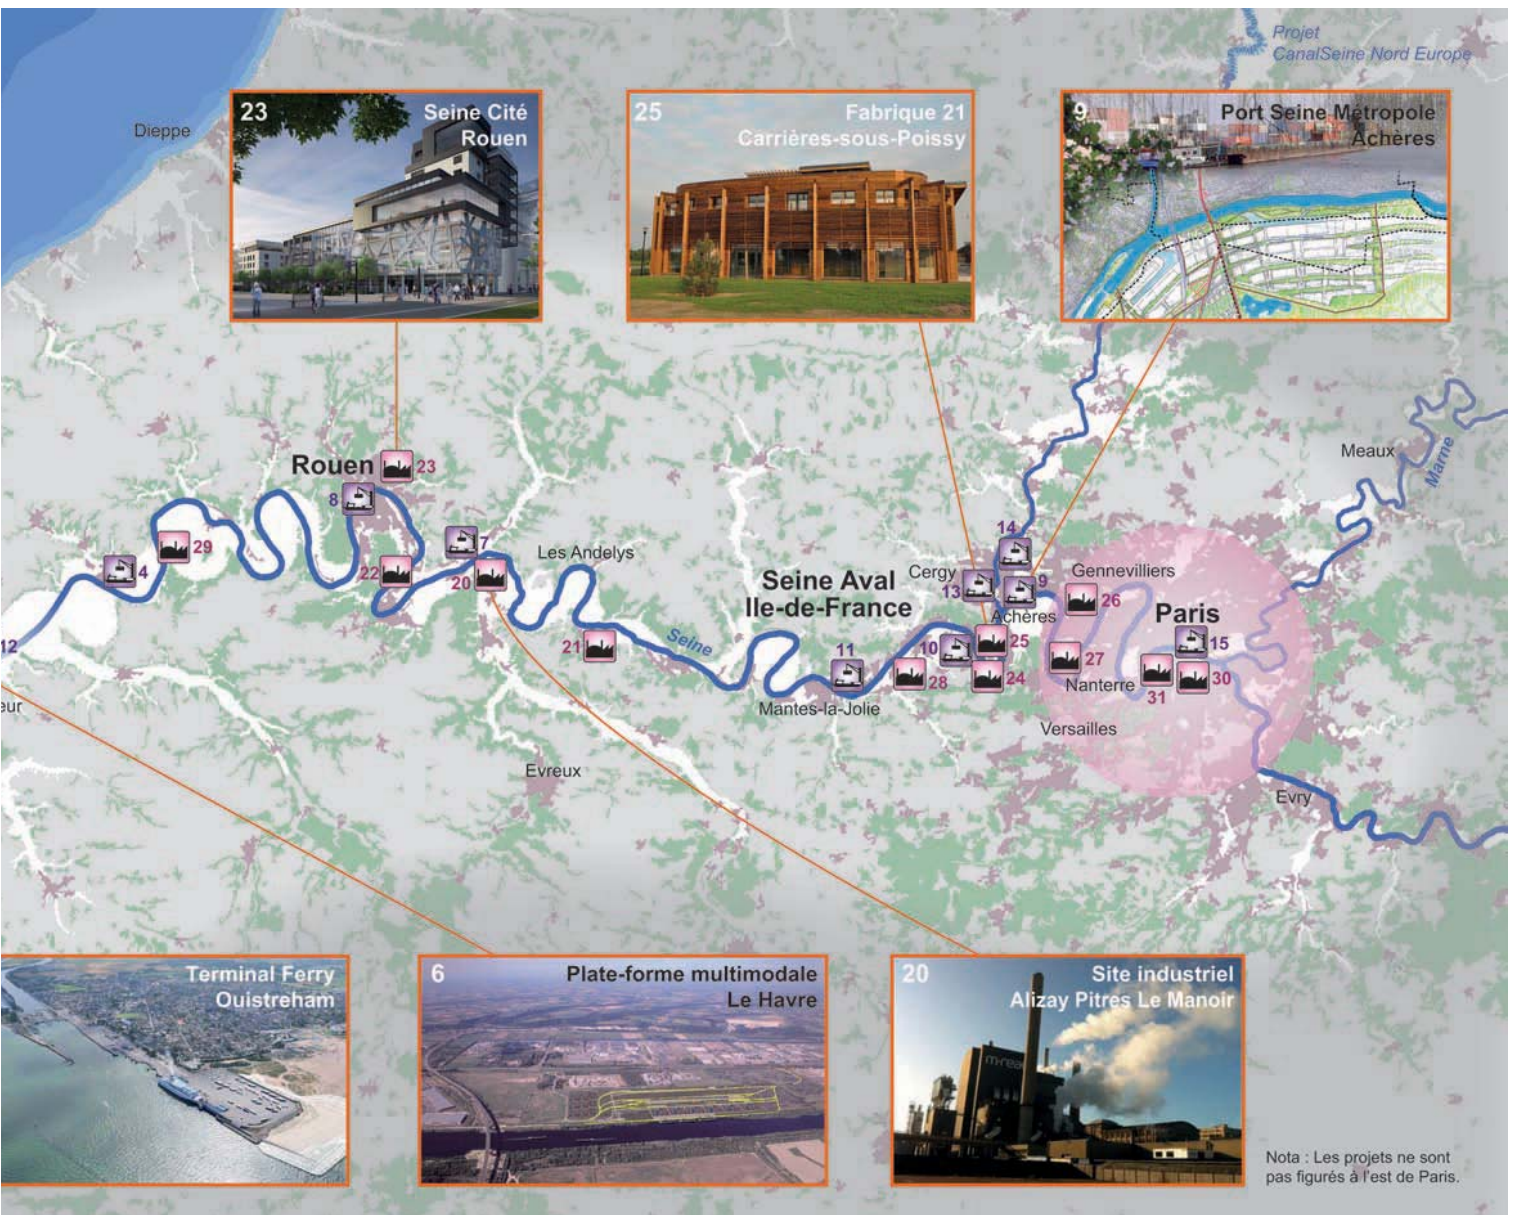 Projet
CanalSeine Nord Europe
Dieppe
23
Seine Cité
Rouen
25
Fabrique 21
Carrières-sous-Poissy
9
Port Seine Métropole
Achères
Meaux
Marne
Rouen
23
8
7
14
29
4
22
20
Les Andelys
Cergy
13
9
Gennevilliers
Seine Aval
Ile-de-France
26
Achères
Paris
12
21
Seine
11
10
25
15
27
28
24
Nanterre
31
30
eur
Mantes-la-Jolie
Versailles
Evreux
Evry
Terminal Ferry
Ouistreham
6
Plate-forme multimodale
Le Havre
20
Site industriel
Alizay Pitres Le Manoir
m-real
Nota : Les projets ne sont
pas figurés à l'est de Paris.